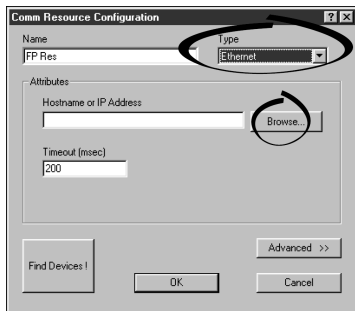 Comm Resource Configuration
Name
Type
FP Res
Ethernet
Attributes
Hostname or IP Address
Browse...
Timeout (msec)
200
Find Devices !
Advanced >>
OK
Cancel